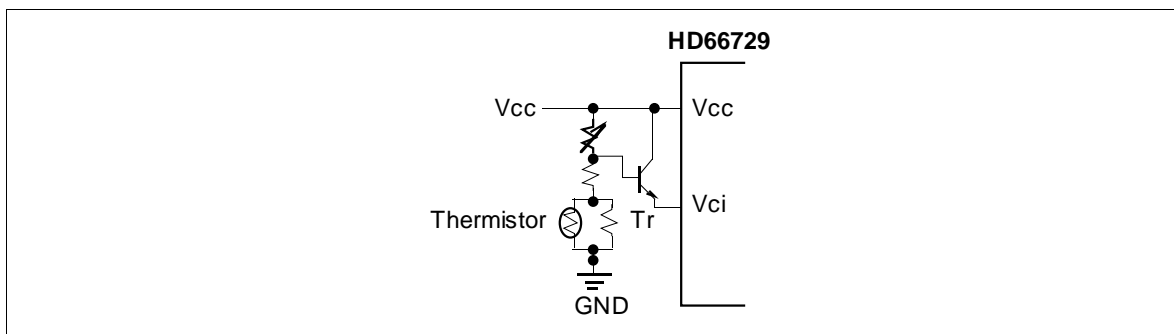 HD66729
Vcc
Vcc
Thermistor
Tr
Vci
GND